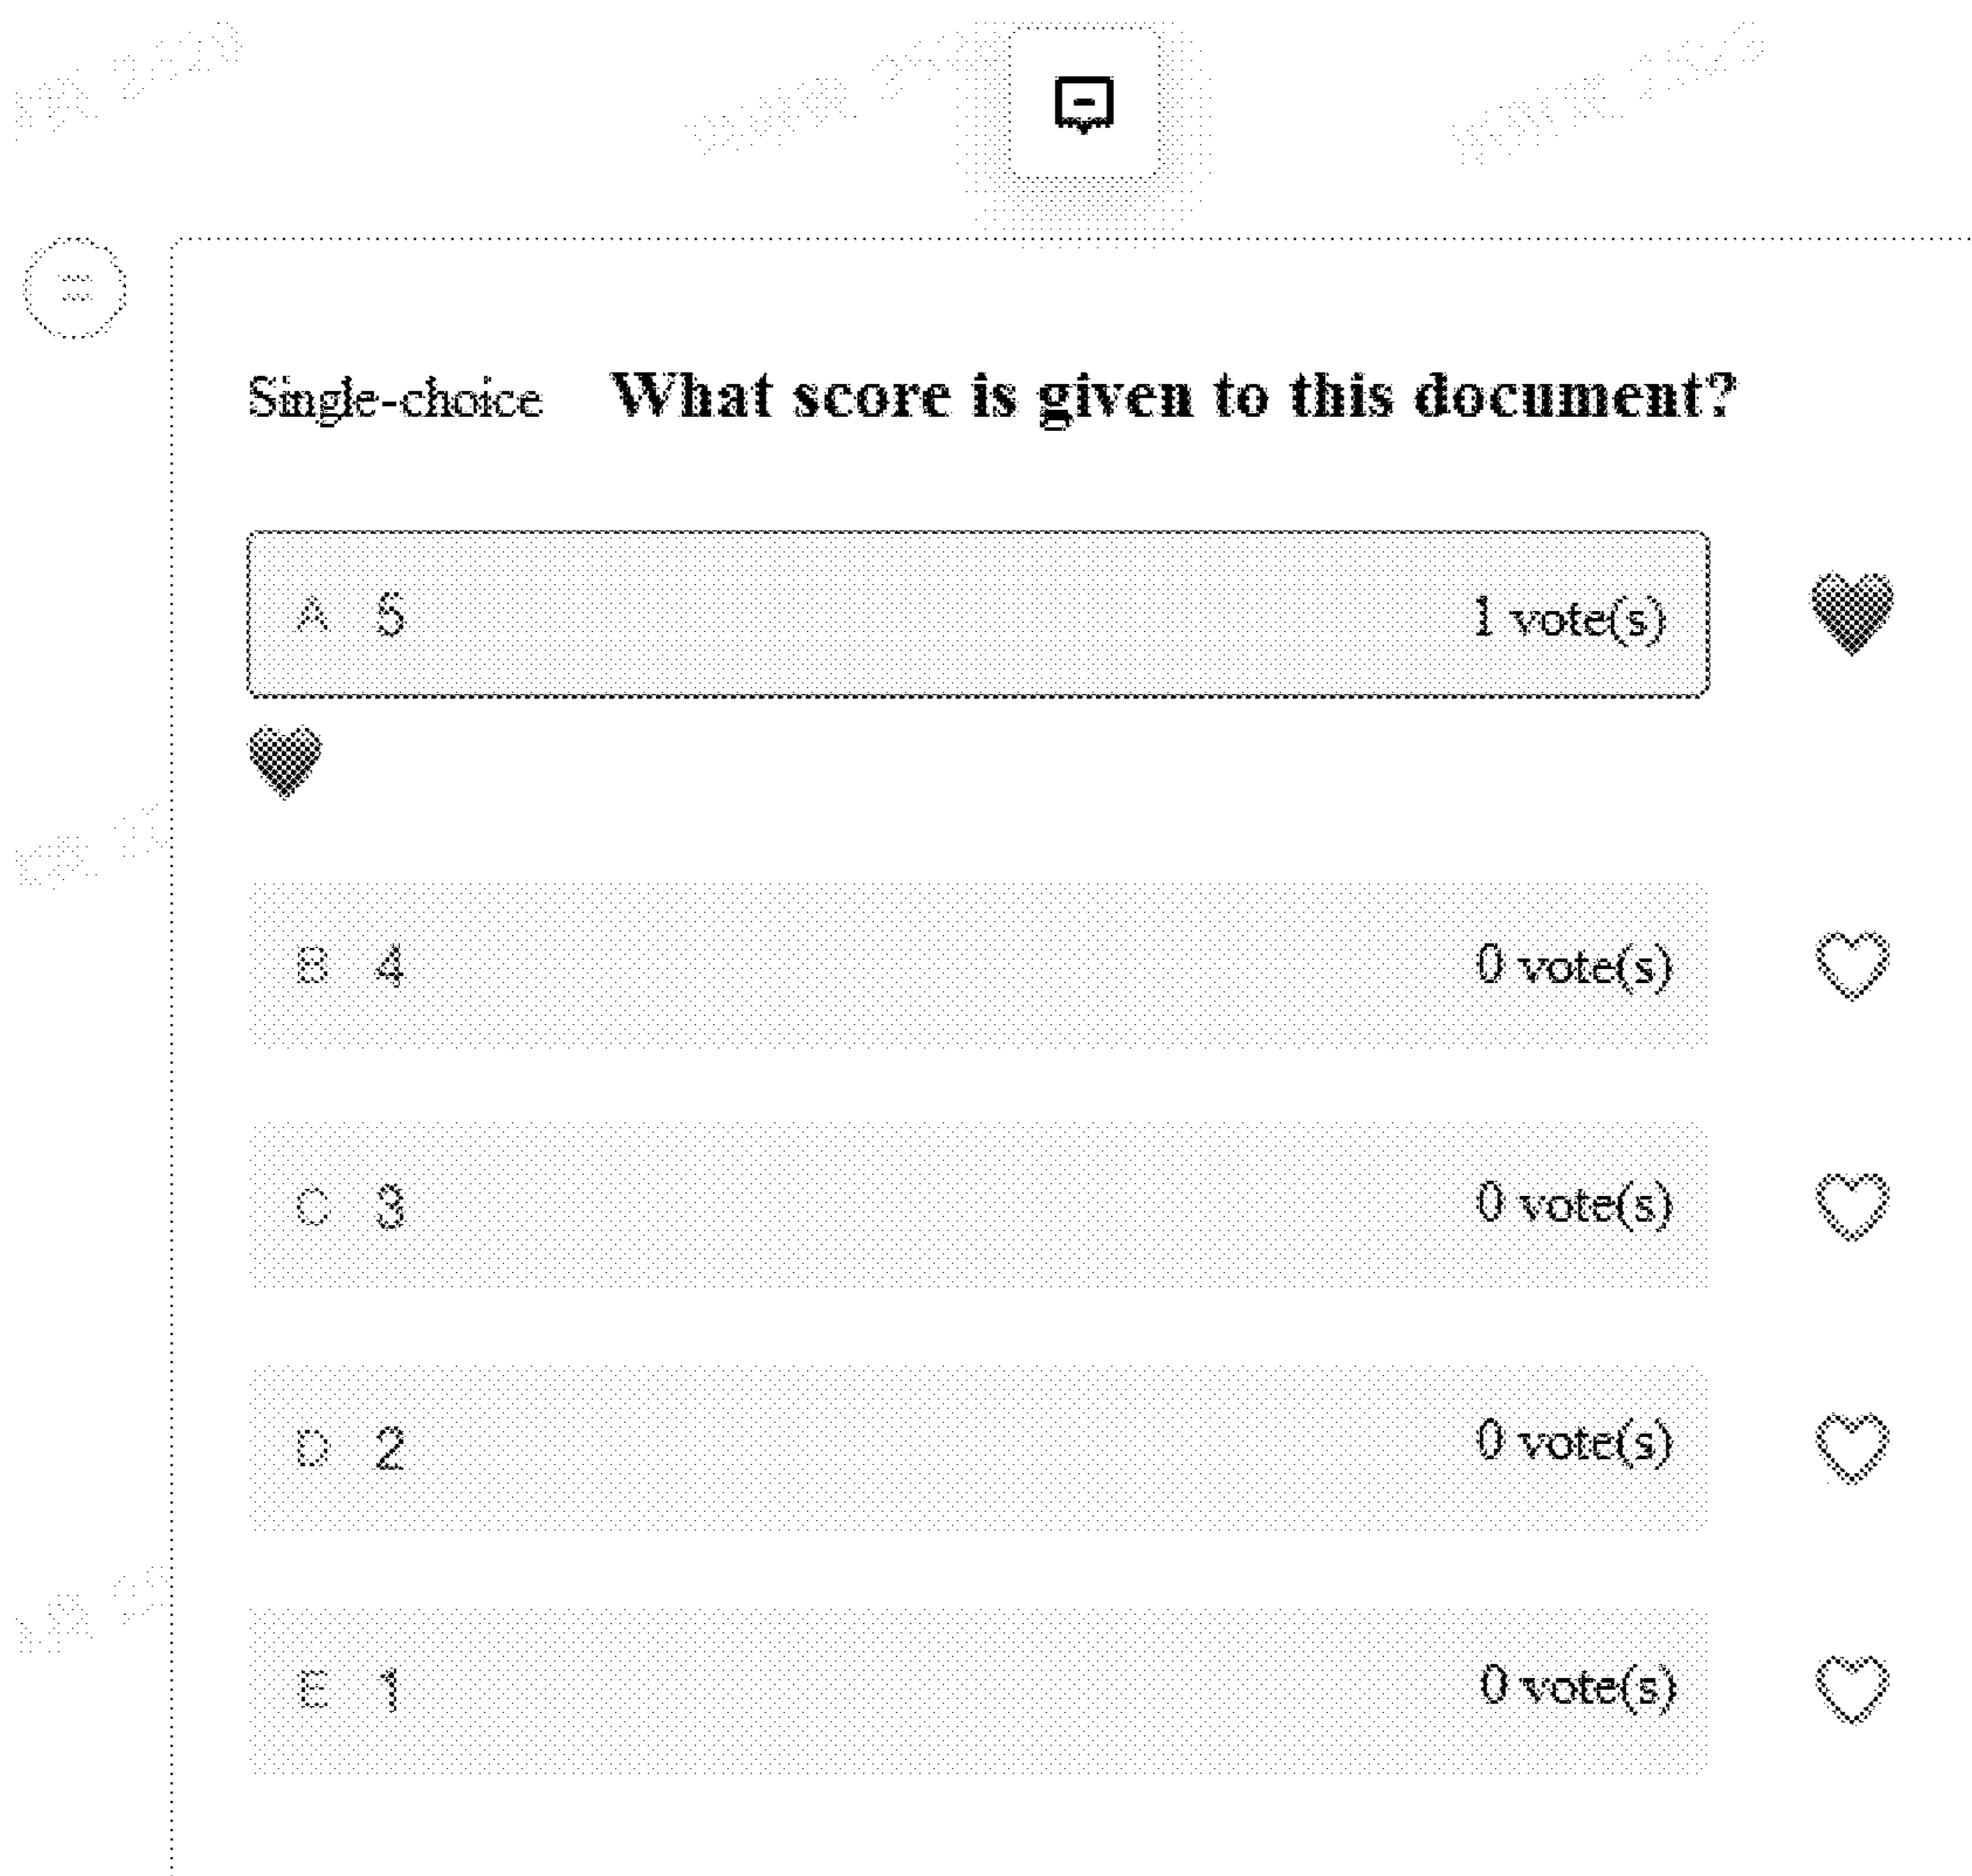 Single-choice What score is given to this document?
A 5 1 vote(s)
B 4 0 vote(s)
C 3 0 vote(s)
D 2 0 vote(s)
E 1 0 vote(s)